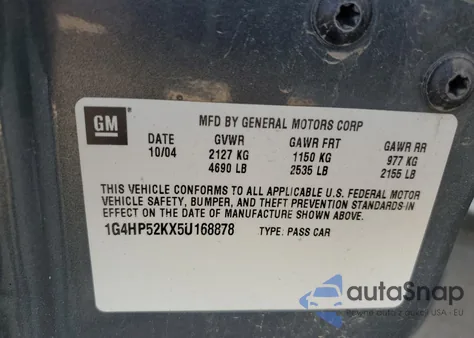 GM
MFD BY GENERAL MOTORS CORP
DATE GVWR GAWR FRT GAWR RR
10/04 2127 KG 1150 KG 977 KG
4690 LB 2535 LB 2155 LB
THIS VEHICLE CONFORMS TO ALL APPLICABLE U.S. FEDERAL MOTOR
VEHICLE SAFETY, BUMPER, AND THEFT PREVENTION STANDARDS IN
EFFECT ON THE DATE OF MANUFACTURE SHOWN ABOVE.
1G4HP52KX5U168878 TYPE: PASS CAR
autoSnap
USA - EU